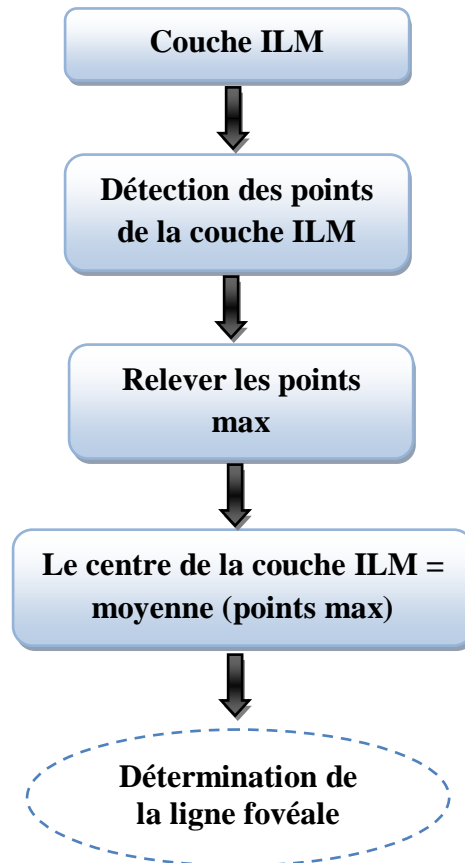 Couche ILM
Détection des points
de la couche ILM
Relever les points
max
Le centre de la couche ILM =
moyenne (points max)
Détermination de
la ligne fovéale